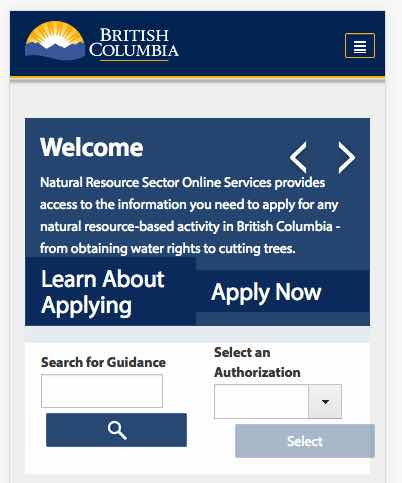 BRITISH
COLUMBIA
Welcome
Natural Resource Sector Online Services provides
access to the information you need to apply for any
natural resource-based activity in British Columbia -
from obtaining water rights to cutting trees.
Learn About
Applying
Apply Now
Search for Guidance
Select an
Authorization
Select